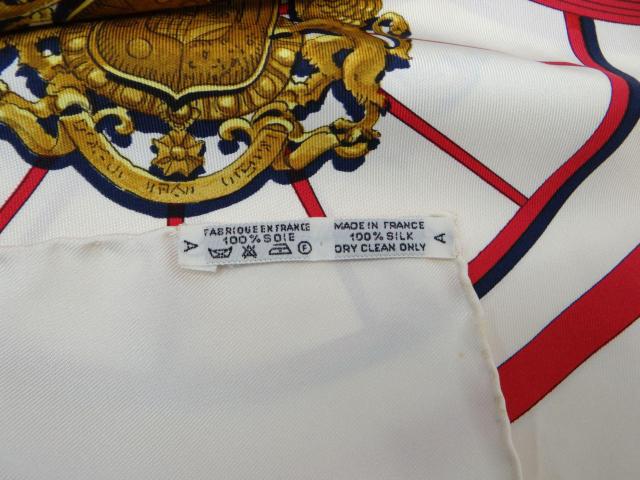 A
FABRIQUE EN FRANCE
100% SOIE
F
MADE IN FRANCE
100% SILK
DRY CLEAN ONLY
A